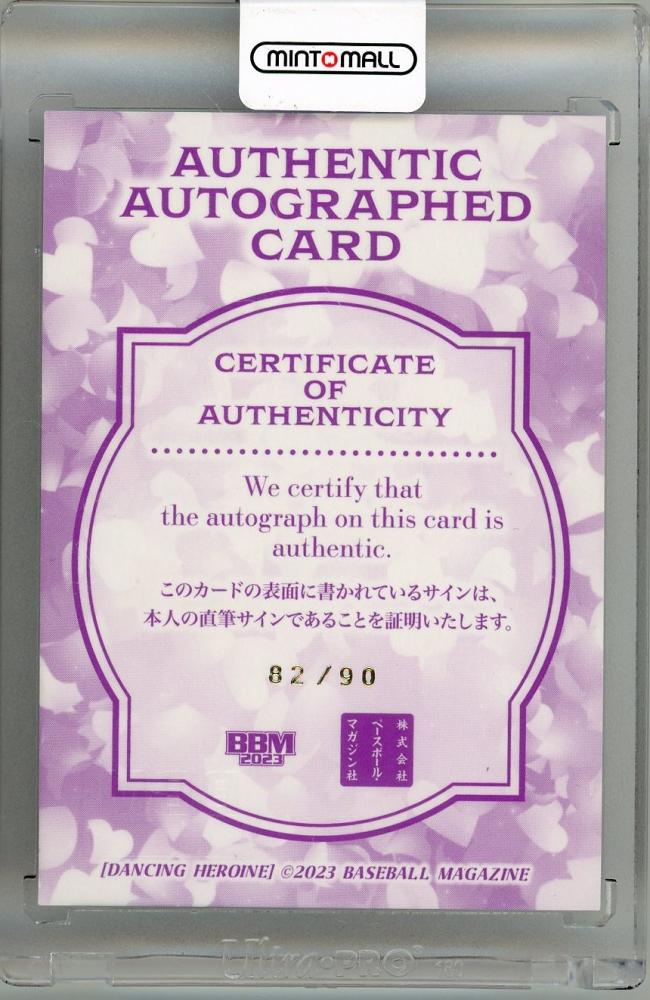 MINTMALL
AUTHENTIC
AUTOGRAPHED
CARD
CERTIFICATE
OF
AUTHENTICITY
We certify that
the autograph on this card is
authentic.
このカードの表面に書かれているサインは、
本人の直筆サインであることを証明いたします。
82/90
BBM
2023
株式会社
ベースボール・
マガジン社
[DANCING HEROINE] ©2023 BASEBALL MAGAZINE
Ultra·PRO®